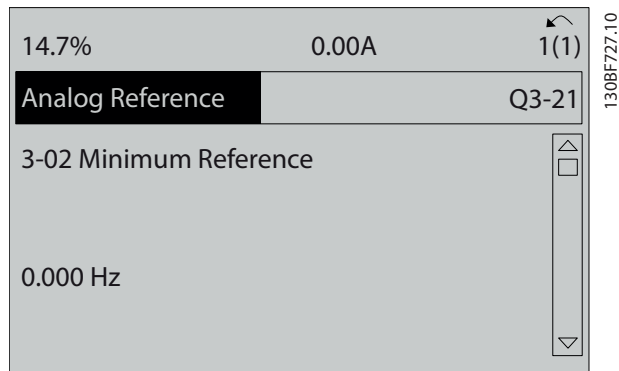 14.7% 0.00A 1(1)
Analog Reference Q3-21
3-02 Minimum Reference
0.000 Hz
130BF727.10